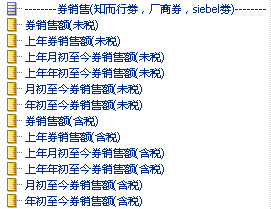 ---------券销售(知而行劵，厂商券，siebel劵)---------
券销售额(未税)
上年券销售额(未税)
上年月初至今券销售额(未税)
上年年初至今券销售额(未税)
月初至今券销售额(未税)
年初至今券销售额(未税)
券销售额(含税)
上年券销售额(含税)
上年月初至今券销售额(含税)
上年年初至今券销售额(含税)
月初至今券销售额(含税)
年初至今券销售额(含税)